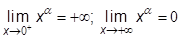 lim x→0⁺ x^α = +∞; lim x→+∞ x^α = 0